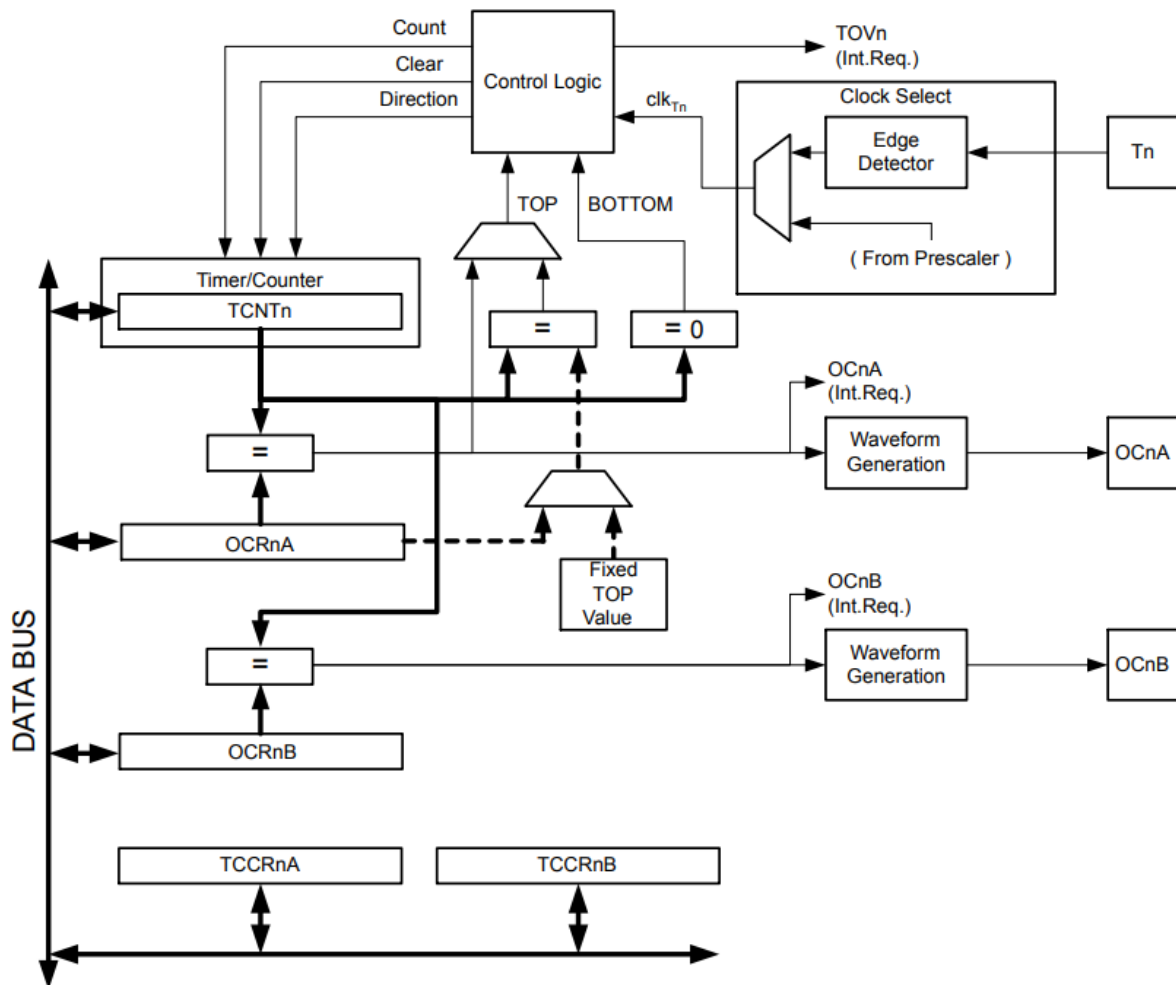 Count
Clear
Direction
Control Logic
TOVn
(Int.Req.)
clkTn
Clock Select
Edge
Detector
Tn
( From Prescaler )
TOP
BOTTOM
Timer/Counter
TCNTn
=
= 0
OCnA
(Int.Req.)
=
Waveform
Generation
OCnA
OCRnA
Fixed
TOP
Value
OCnB
(Int.Req.)
=
Waveform
Generation
OCnB
OCRnB
DATA BUS
TCCRnA
TCCRnB